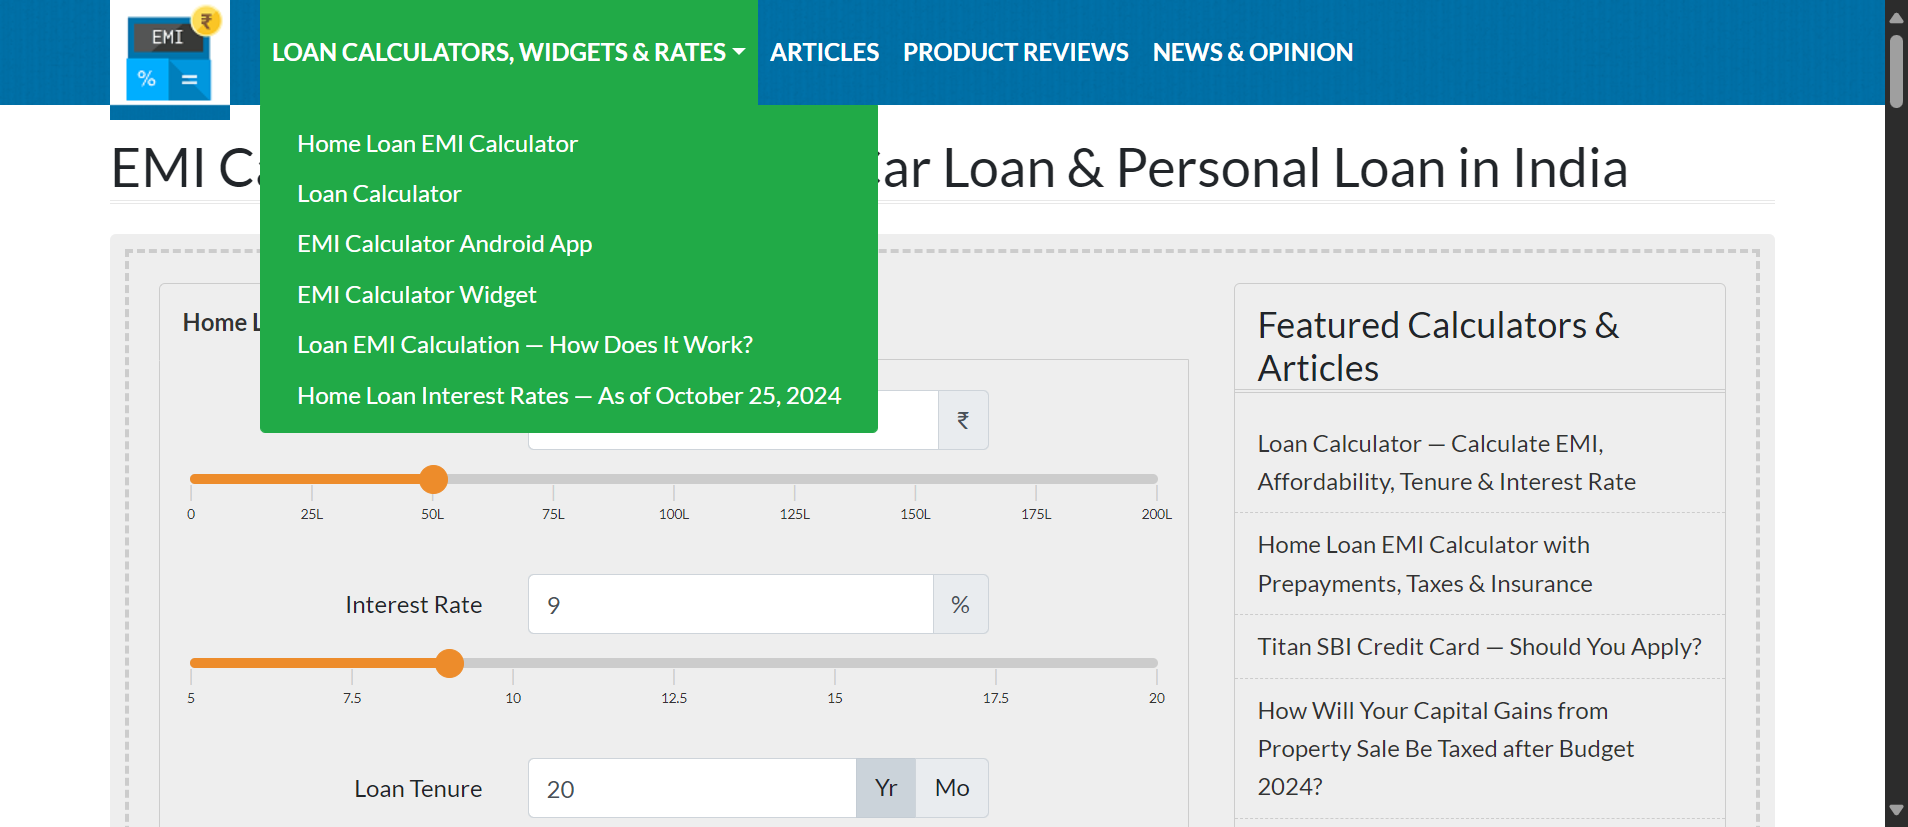 EMI
₹
%
=
LOAN CALCULATORS, WIDGETS & RATES
ARTICLES
PRODUCT REVIEWS
NEWS & OPINION
Home Loan EMI Calculator
Loan Calculator
EMI Calculator Android App
EMI Calculator Widget
Loan EMI Calculation — How Does It Work?
Home Loan Interest Rates — As of October 25, 2024
EMI Car Loan & Personal Loan in India
Home
₹
0
25L
50L
75L
100L
125L
150L
175L
200L
Interest Rate
9
%
5
7.5
10
12.5
15
17.5
20
Loan Tenure
20
Yr
Mo
Featured Calculators &
Articles
Loan Calculator — Calculate EMI,
Affordability, Tenure & Interest Rate
Home Loan EMI Calculator with
Prepayments, Taxes & Insurance
Titan SBI Credit Card — Should You Apply?
How Will Your Capital Gains from
Property Sale Be Taxed after Budget
2024?